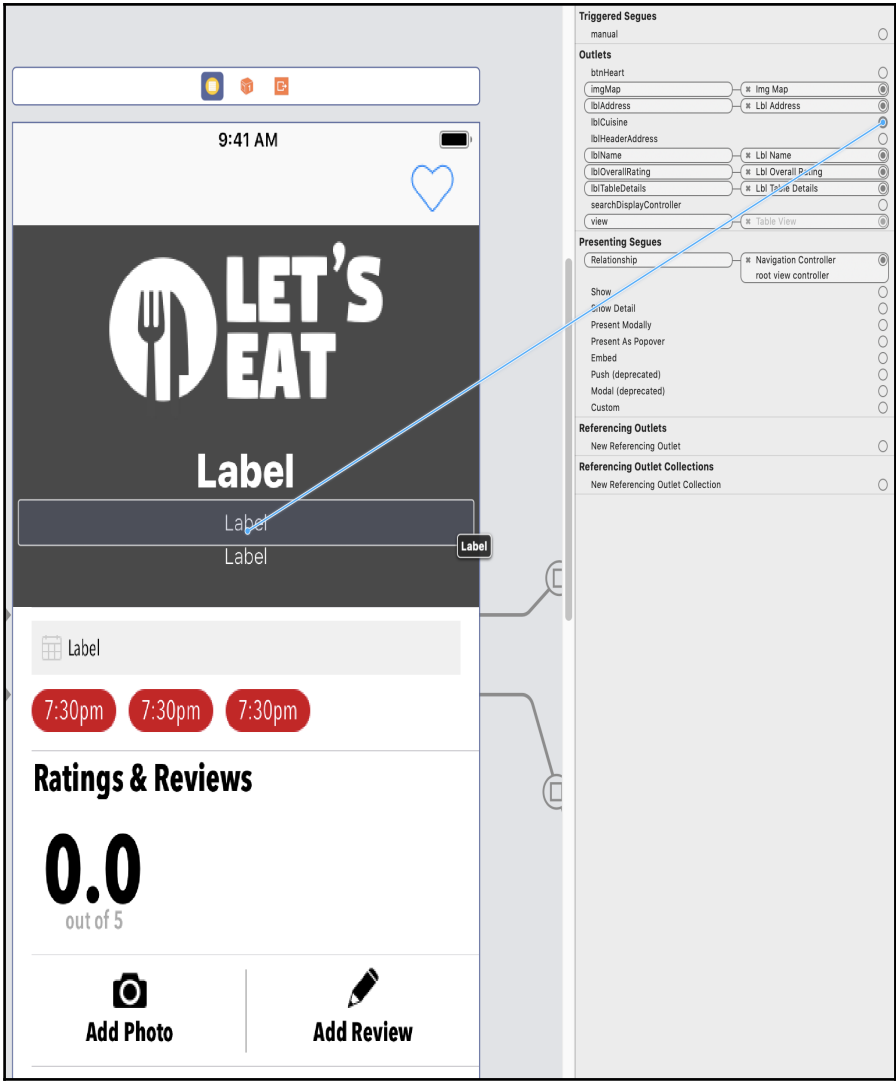 9:41 AM
LET'S
EAT
Label
Label
Label
Label
Label
7:30pm 7:30pm 7:30pm
Ratings & Reviews
0.0
out of 5
Add Photo
Add Review
Triggered Segues
manual
Outlets
btnHeart
imgMap Img Map
lblAddress Lbl Address
lblCuisine
lblHeaderAddress
lblName Lbl Name
lblOverallRating Lbl Overall Rating
lblTableDetails Lbl Table Details
searchDisplayController
view Table View
Presenting Segues
Relationship Navigation Controller
root view controller
Show
Show Detail
Present Modally
Present As Popover
Embed
Push (deprecated)
Modal (deprecated)
Custom
Referencing Outlets
New Referencing Outlet
Referencing Outlet Collections
New Referencing Outlet Collection